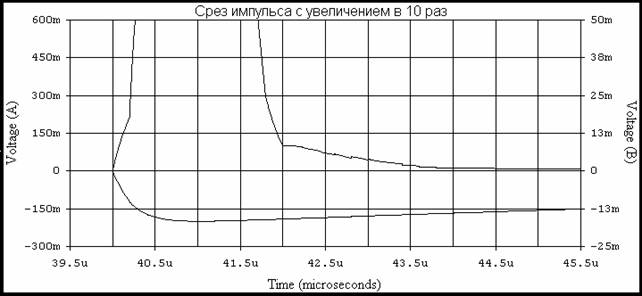 Срез импульса с увеличением в 10 раз
600m
450m
300m
150m
0
-150m
-300m
Voltage (A)
50m
38m
25m
13m
0
-13m
-25m
Voltage (B)
39.5u 40.5u 41.5u 42.5u 43.5u 44.5u 45.5u
Time (microseconds)